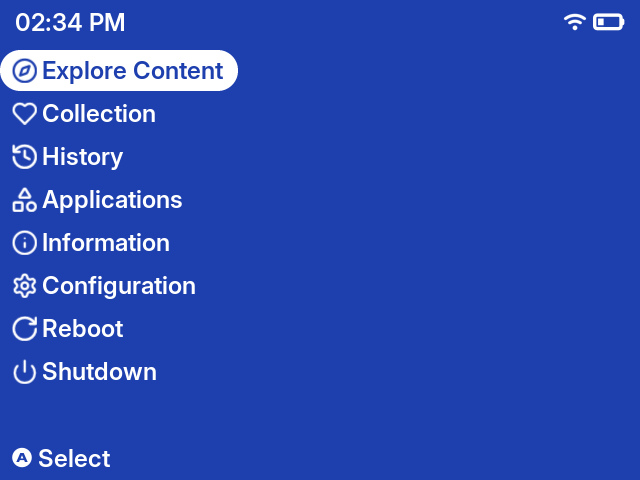 02:34 PM
Explore Content
Collection
History
Applications
Information
Configuration
Reboot
Shutdown
A Select